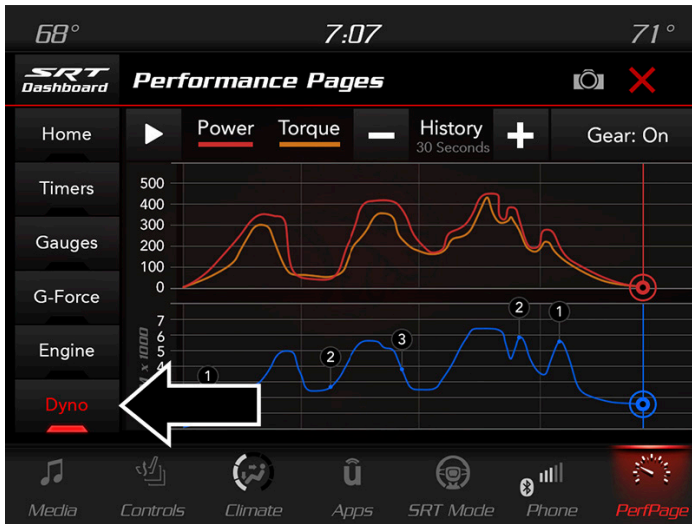 68° 7:07 71°
SRT Dashboard Performance Pages
Home Power Torque History 30 Seconds Gear: On
Timers
Gauges
G-Force
Engine
Dyno
500
400
300
200
100
0
7
6
5
x 1000
1 2 3 2 1
Media Controls Climate Apps SRT Mode Phone PerfPage